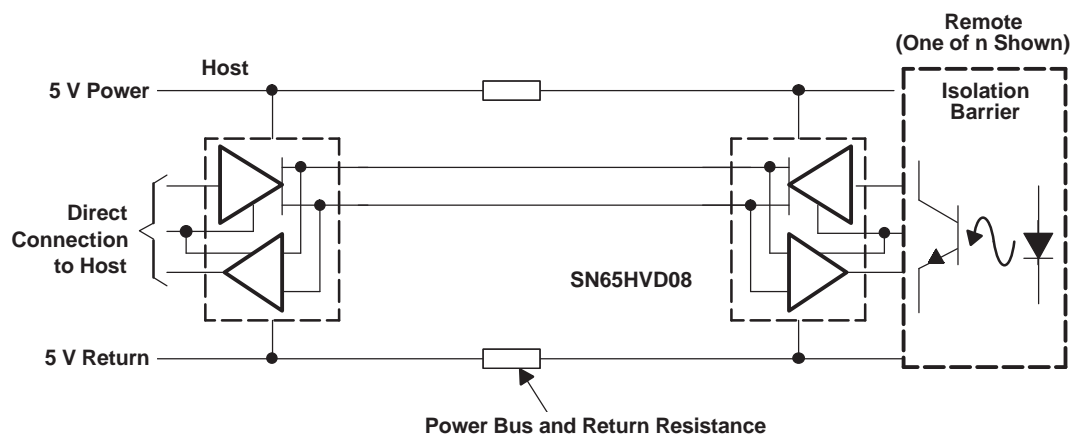 Remote
(One of n Shown)
Host
5 V Power
Isolation
Barrier
Direct
Connection
to Host
SN65HVD08
5 V Return
Power Bus and Return Resistance